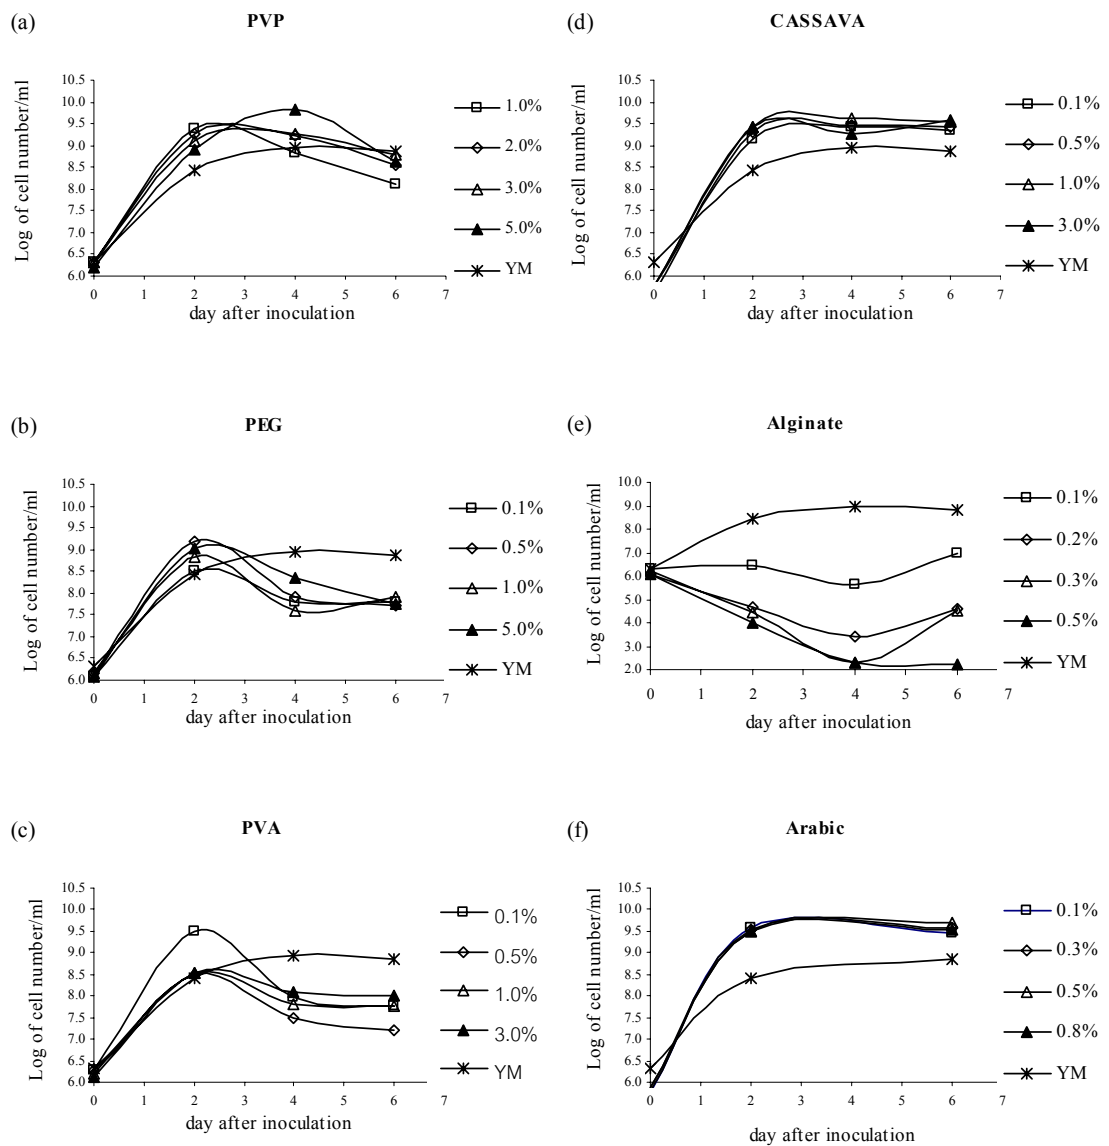 (a)
PVP
Log of cell number/ml
10.5
10.0
9.5
9.0
8.5
8.0
7.5
7.0
6.5
6.0
0 1 2 3 4 5 6 7
day after inoculation
1.0%
2.0%
3.0%
5.0%
YM
(d)
CASSAVA
Log of cell number/ml
10.5
10.0
9.5
9.0
8.5
8.0
7.5
7.0
6.5
6.0
0 1 2 3 4 5 6 7
day after inoculation
0.1%
0.5%
1.0%
3.0%
YM
(b)
PEG
Log of cell number/ml
10.5
10.0
9.5
9.0
8.5
8.0
7.5
7.0
6.5
6.0
0 1 2 3 4 5 6 7
day after inoculation
0.1%
0.5%
1.0%
5.0%
YM
(e)
Alginate
Log of cell number/ml
10.0
9.0
8.0
7.0
6.0
5.0
4.0
3.0
2.0
0 1 2 3 4 5 6 7
day after inoculation
0.1%
0.2%
0.3%
0.5%
YM
(c)
PVA
Log of cell number/ml
10.5
10.0
9.5
9.0
8.5
8.0
7.5
7.0
6.5
6.0
0 1 2 3 4 5 6 7
day after inoculation
0.1%
0.5%
1.0%
3.0%
YM
(f)
Arabic
Log of cell number/ml
10.5
10.0
9.5
9.0
8.5
8.0
7.5
7.0
6.5
6.0
0 1 2 3 4 5 6 7
day after inoculation
0.1%
0.3%
0.5%
0.8%
YM